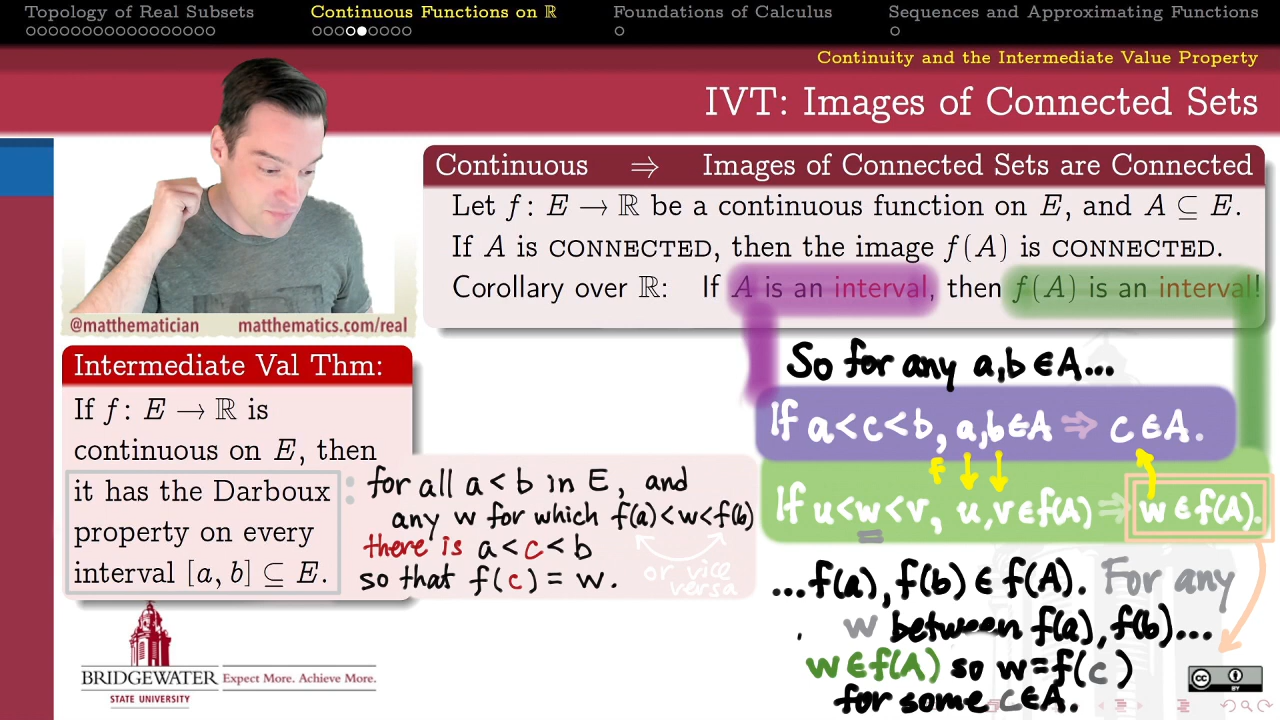 Topology of Real Subsets
Continuous Functions on ℝ
Foundations of Calculus
Sequences and Approximating Functions
Continuity and the Intermediate Value Property
IVT: Images of Connected Sets
Continuous ⇒ Images of Connected Sets are Connected
Let f: E → ℝ be a continuous function on E, and A ⊆ E.
If A is CONNECTED, then the image f(A) is CONNECTED.
Corollary over ℝ: If A is an interval, then f(A) is an interval!
@matthematician matthematics.com/real
Intermediate Val Thm:
If f: E → ℝ is
continuous on E, then
it has the Darboux
property on every
interval [a, b] ⊆ E.
: for all a < b in E, and
any w for which f(a)<w<f(b)
there is a < c < b
so that f(c) = w.
or vice
versa
So for any a,b ∈ A...
If a<c<b, a,b∈A ⇒ c∈A.
f
If u<w<v, u,v∈f(A) ⇒ w∈f(A).
...f(a), f(b) ∈ f(A). For any
w between f(a), f(b)...
w∈f(A) so w=f(c)
for some c∈A.
BRIDGEWATER
STATE UNIVERSITY
Expect More. Achieve More.
cc
BY